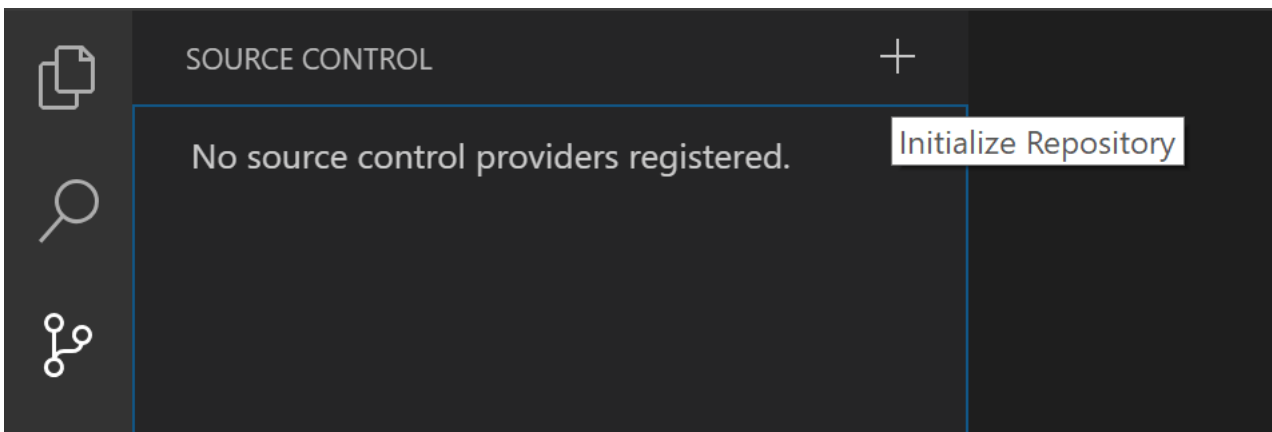 SOURCE CONTROL
No source control providers registered.
Initialize Repository